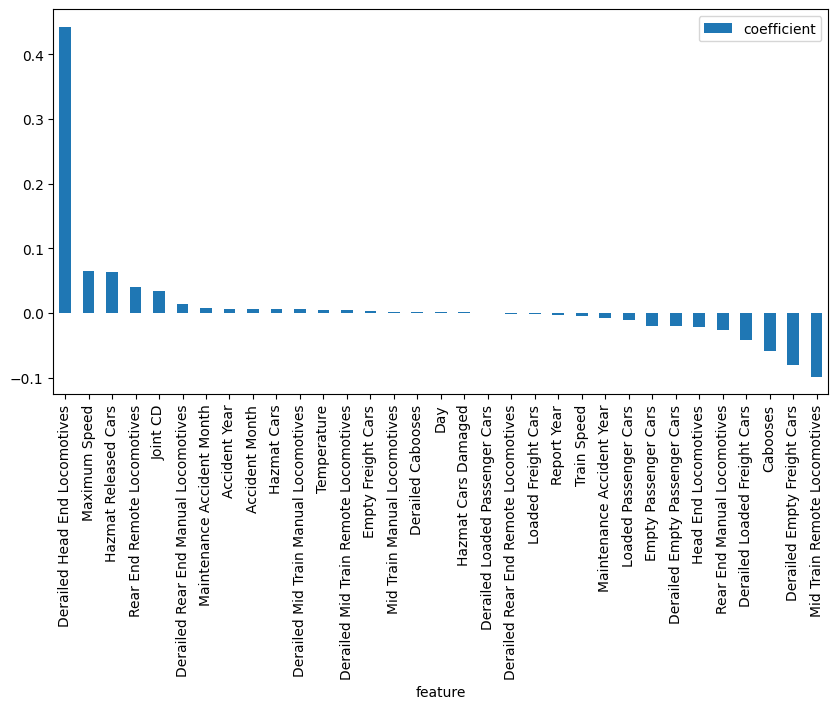 coefficient
0.4
0.3
0.2
0.1
0.0
−0.1
Derailed Head End Locomotives
Maximum Speed
Hazmat Released Cars
Rear End Remote Locomotives
Joint CD
Derailed Rear End Manual Locomotives
Maintenance Accident Month
Accident Year
Accident Month
Hazmat Cars
Derailed Mid Train Manual Locomotives
Temperature
Derailed Mid Train Remote Locomotives
Empty Freight Cars
Mid Train Manual Locomotives
Derailed Cabooses
Day
Hazmat Cars Damaged
Derailed Loaded Passenger Cars
Derailed Rear End Remote Locomotives
Loaded Freight Cars
Report Year
Train Speed
Maintenance Accident Year
Loaded Passenger Cars
Empty Passenger Cars
Derailed Empty Passenger Cars
Head End Locomotives
Rear End Manual Locomotives
Derailed Loaded Freight Cars
Cabooses
Derailed Empty Freight Cars
Mid Train Remote Locomotives
feature